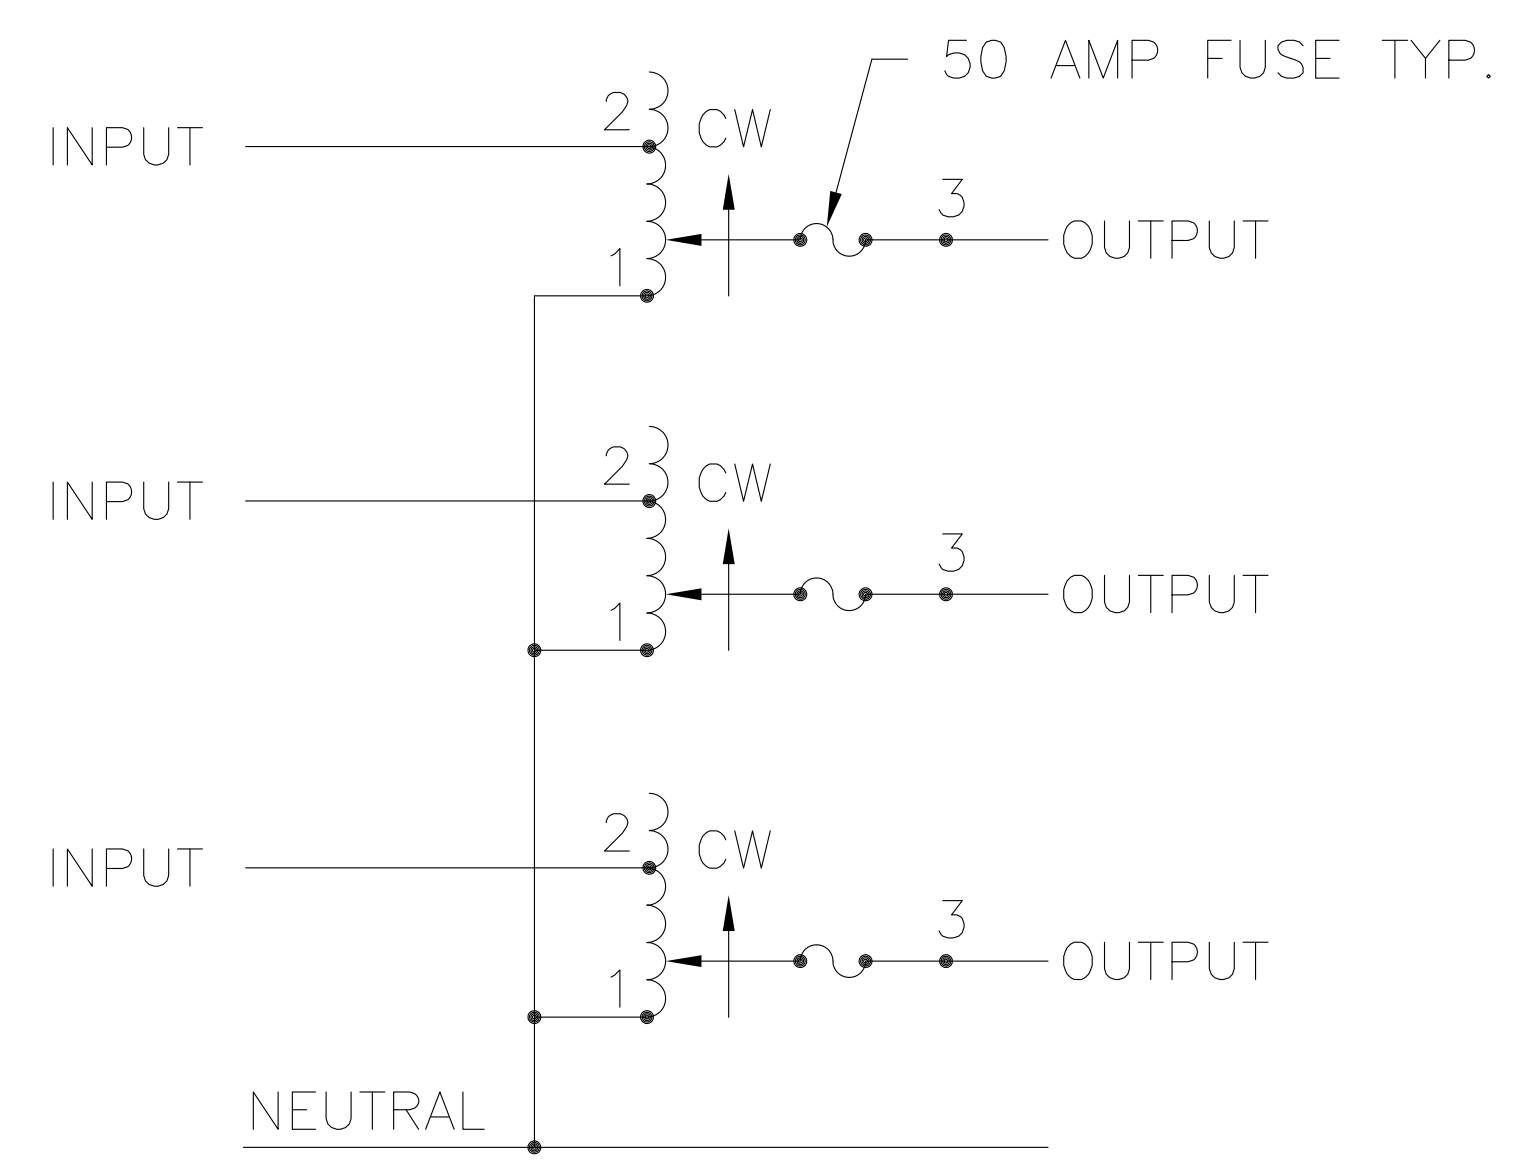 50 AMP FUSE TYP.
2 CW
INPUT
3
1 OUTPUT
2 CW
INPUT
3
1 OUTPUT
2 CW
INPUT
3
1 OUTPUT
NEUTRAL